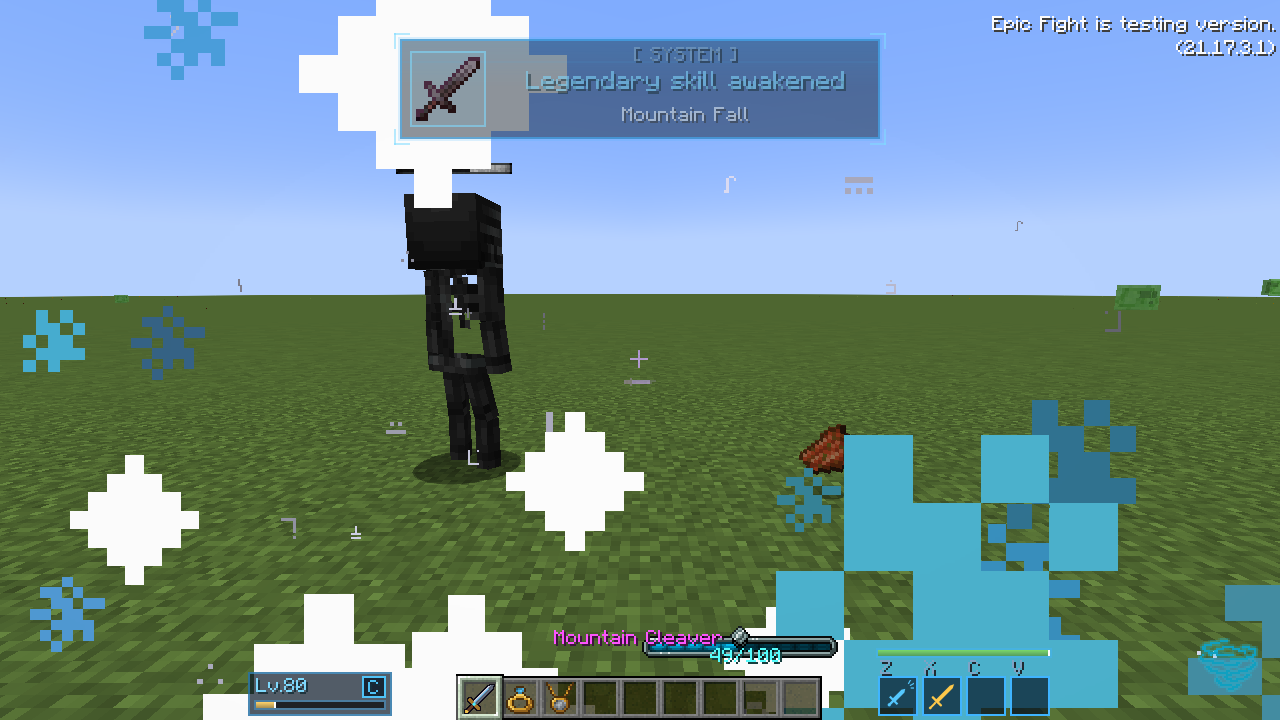 Epic Fight is testing version.
(21.17.3.1)
[ SYSTEM ]
Legendary skill awakened
Mountain Fall
Mountain Cleaver
49/100
Lv.80
C
Z X C V